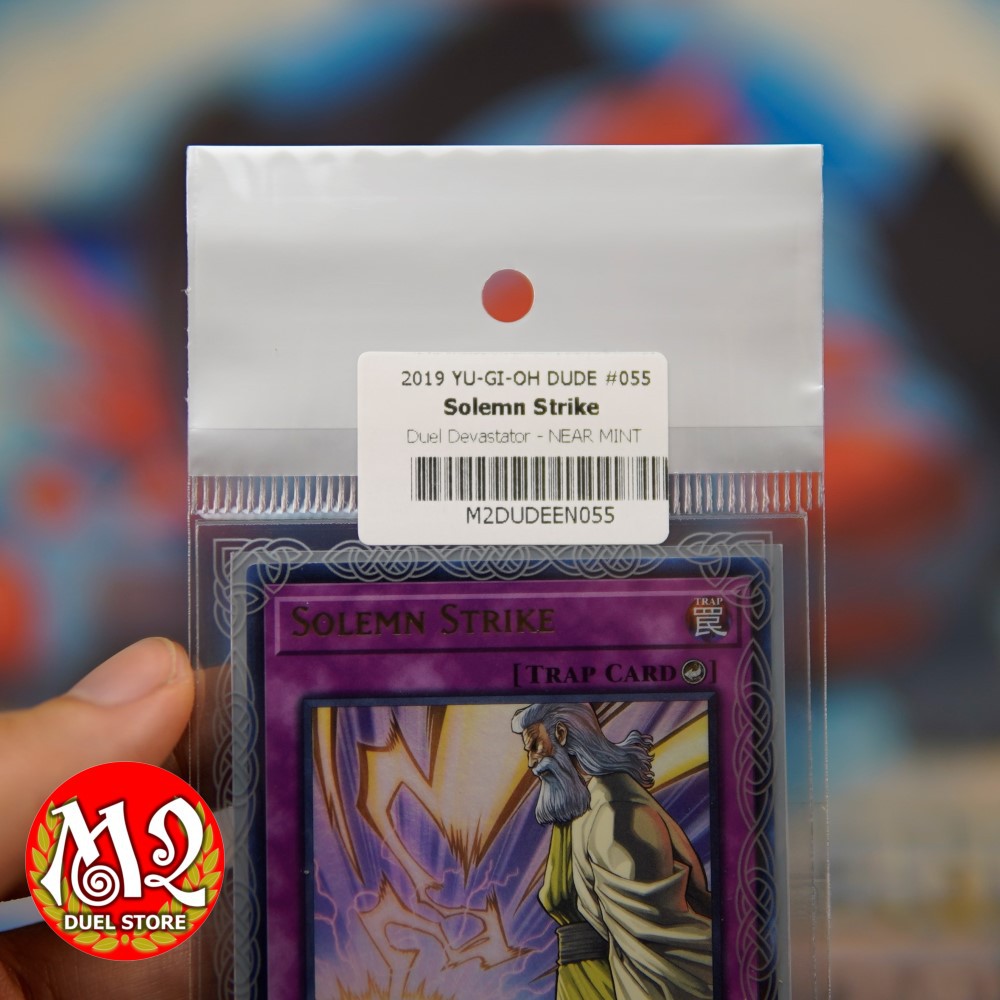 2019 YU-GI-OH DUDE #055
Solemn Strike
Duel Devastator - NEAR MINT
M2DUDEEN055
SOLEMN STRIKE
TRAP
罠
[TRAP CARD]
M2
DUEL STORE